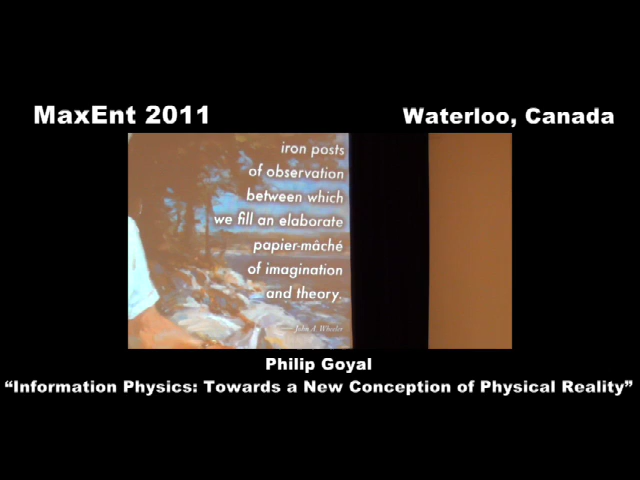 MaxEnt 2011
Waterloo, Canada
iron posts
of observation
between which
we fill an elaborate
papier-mâché
of imagination
and theory.
— John A. Wheeler
Philip Goyal
“Information Physics: Towards a New Conception of Physical Reality”